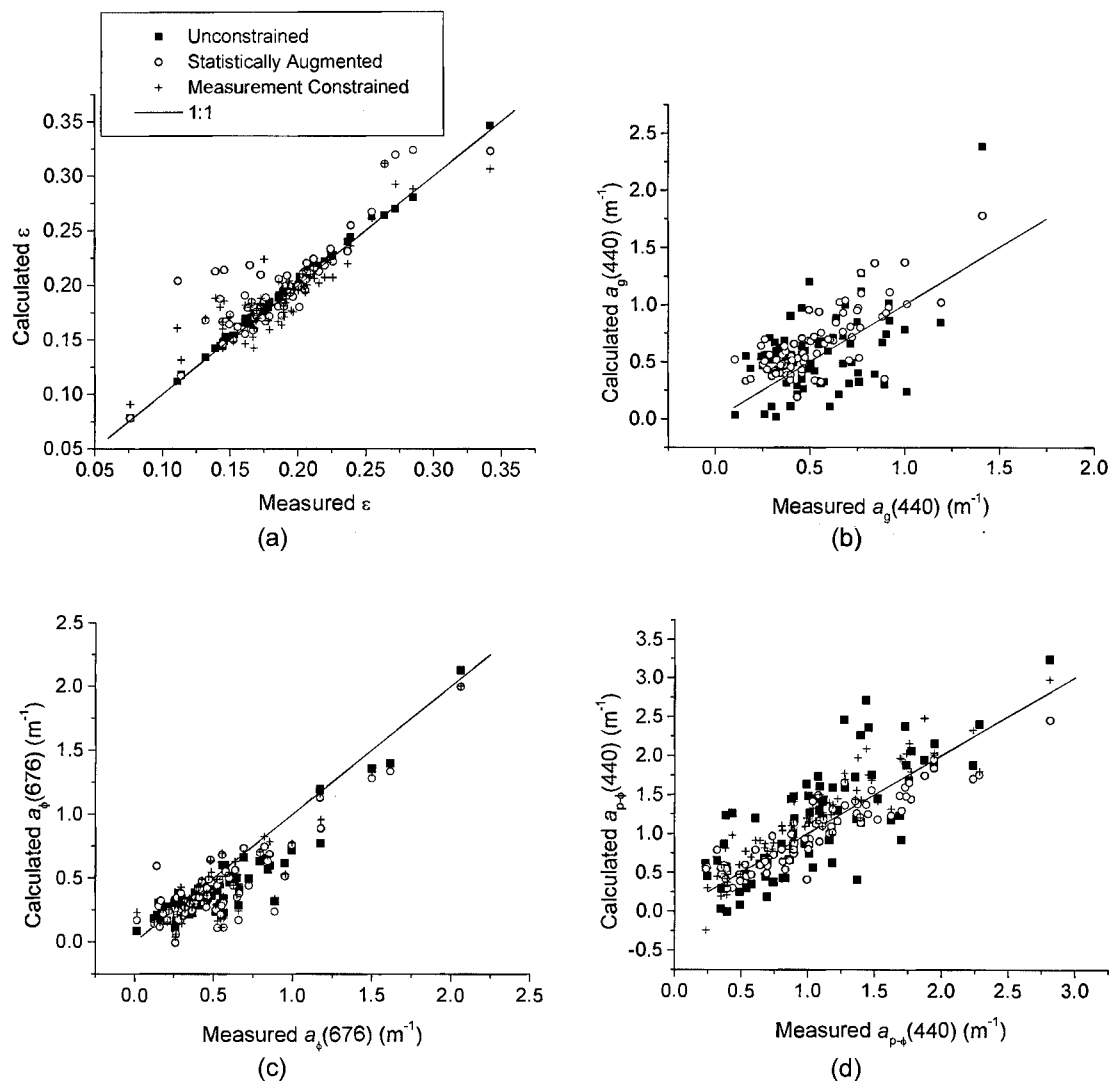 Unconstrained
Statistically Augmented
Measurement Constrained
1:1
0.35
0.30
0.25
0.20
0.15
0.10
0.05
Calculated ε
0.05 0.10 0.15 0.20 0.25 0.30 0.35
Measured ε
(a)
2.5
2.0
1.5
1.0
0.5
0.0
Calculated a_g(440) (m⁻¹)
0.0 0.5 1.0 1.5 2.0
Measured a_g(440) (m⁻¹)
(b)
2.5
2.0
1.5
1.0
0.5
0.0
Calculated a_ϕ(676) (m⁻¹)
0.0 0.5 1.0 1.5 2.0 2.5
Measured a_ϕ(676) (m⁻¹)
(c)
3.5
3.0
2.5
2.0
1.5
1.0
0.5
0.0
-0.5
Calculated a_p-ϕ(440) (m⁻¹)
0.0 0.5 1.0 1.5 2.0 2.5 3.0
Measured a_p-ϕ(440) (m⁻¹)
(d)